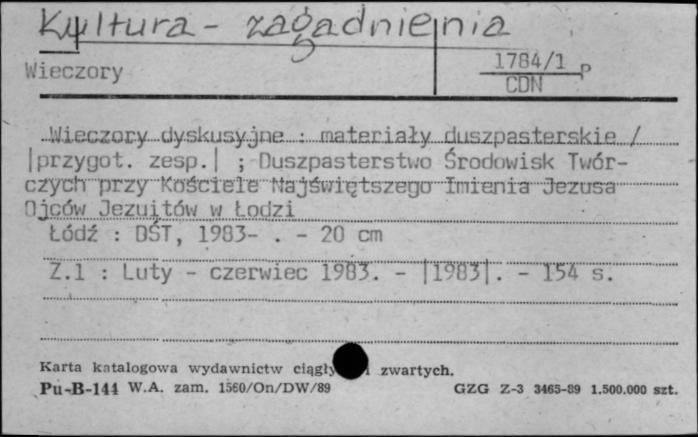 Kultura - zagadnienia
Wieczory
1784/1 p
CDN
Wieczory dyskusyjne : materiały duszpasterskie /
|przygot. zesp.| ; Duszpasterstwo Środowisk Twór-
czych przy Kościele Najświętszego Imienia Jezusa
Ojców Jezuitów w Łodzi
Łódź : DŚT, 1983- . - 20 cm
Z.1 : Luty - czerwiec 1983. - |1983|. - 154 s.
Karta katalogowa wydawnictw ciągły i zwartych.
Pu-B-144 W.A. zam. 1560/On/DW/89
GZG Z-3 3465-89 1.500.000 szt.